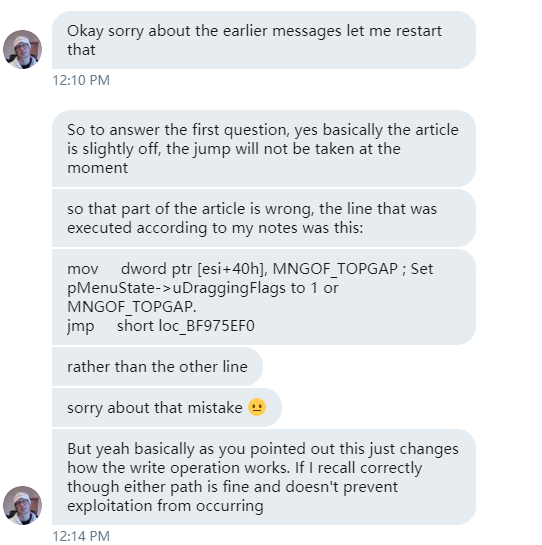 Okay sorry about the earlier messages let me restart
that
12:10 PM
So to answer the first question, yes basically the article
is slightly off, the jump will not be taken at the
moment
so that part of the article is wrong, the line that was
executed according to my notes was this:
mov     dword ptr [esi+40h], MNGOF_TOPGAP ; Set
pMenuState->uDraggingFlags to 1 or
MNGOF_TOPGAP.
jmp     short loc_BF975EF0
rather than the other line
sorry about that mistake 😐
But yeah basically as you pointed out this just changes
how the write operation works. If I recall correctly
though either path is fine and doesn't prevent
exploitation from occurring
12:14 PM